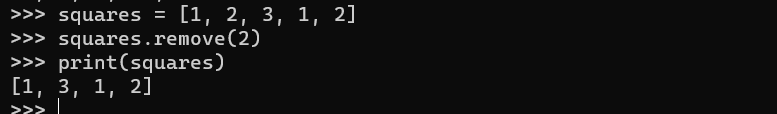 >>> squares = [1, 2, 3, 1, 2]
>>> squares.remove(2)
>>> print(squares)
[1, 3, 1, 2]
>>>